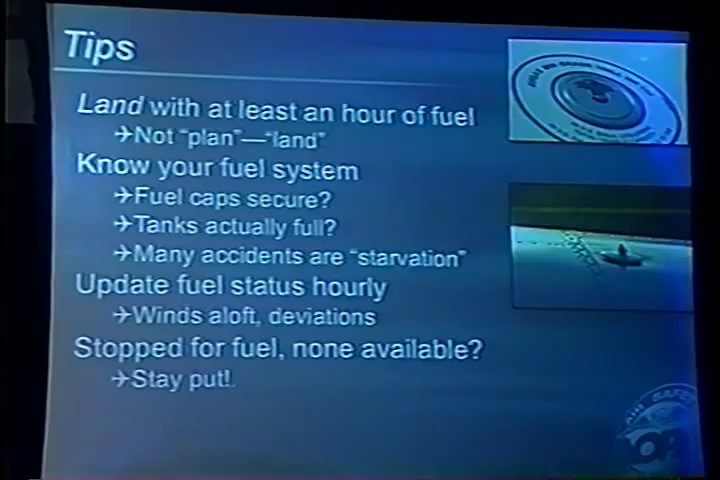 Tips
Land with at least an hour of fuel
✈Not “plan”—“land”
Know your fuel system
✈Fuel caps secure?
✈Tanks actually full?
✈Many accidents are “starvation”
Update fuel status hourly
✈Winds aloft, deviations
Stopped for fuel, none available?
✈Stay put!
AIR SAFETY